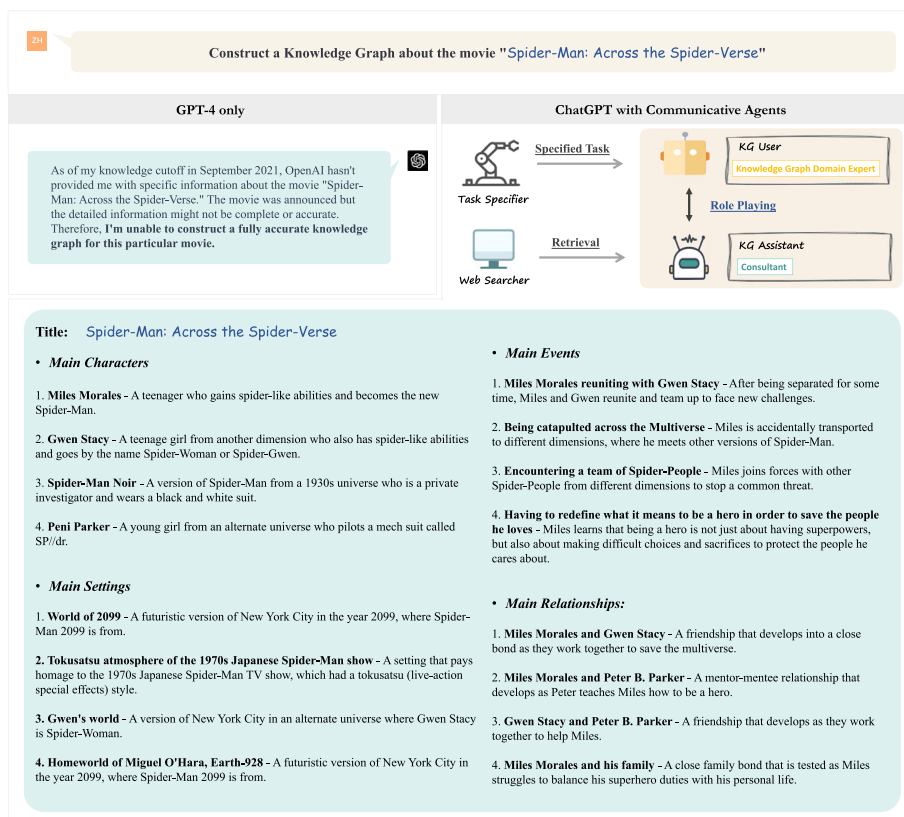 ZH
Construct a Knowledge Graph about the movie "Spider-Man: Across the Spider-Verse"
GPT-4 only
As of my knowledge cutoff in September 2021, OpenAI hasn't
provided me with specific information about the movie "Spider-
Man: Across the Spider-Verse." The movie was announced but
the detailed information might not be complete or accurate.
Therefore, I'm unable to construct a fully accurate knowledge
graph for this particular movie.
ChatGPT with Communicative Agents
Task Specifier
Specified Task
Web Searcher
Retrieval
KG User
Knowledge Graph Domain Expert
Role Playing
KG Assistant
Consultant
Title: Spider-Man: Across the Spider-Verse
• Main Characters
1. Miles Morales - A teenager who gains spider-like abilities and becomes the new
Spider-Man.
2. Gwen Stacy - A teenage girl from another dimension who also has spider-like abilities
and goes by the name Spider-Woman or Spider-Gwen.
3. Spider-Man Noir - A version of Spider-Man from a 1930s universe who is a private
investigator and wears a black and white suit.
4. Peni Parker - A young girl from an alternate universe who pilots a mech suit called
SP//dr.
• Main Settings
1. World of 2099 - A futuristic version of New York City in the year 2099, where Spider-
Man 2099 is from.
2. Tokusatsu atmosphere of the 1970s Japanese Spider-Man show - A setting that pays
homage to the 1970s Japanese Spider-Man TV show, which had a tokusatsu (live-action
special effects) style.
3. Gwen's world - A version of New York City in an alternate universe where Gwen Stacy
is Spider-Woman.
4. Homeworld of Miguel O'Hara, Earth-928 - A futuristic version of New York City in
the year 2099, where Spider-Man 2099 is from.
• Main Events
1. Miles Morales reuniting with Gwen Stacy - After being separated for some
time, Miles and Gwen reunite and team up to face new challenges.
2. Being catapulted across the Multiverse - Miles is accidentally transported
to different dimensions, where he meets other versions of Spider-Man.
3. Encountering a team of Spider-People - Miles joins forces with other
Spider-People from different dimensions to stop a common threat.
4. Having to redefine what it means to be a hero in order to save the people
he loves - Miles learns that being a hero is not just about having superpowers,
but also about making difficult choices and sacrifices to protect the people he
cares about.
• Main Relationships:
1. Miles Morales and Gwen Stacy - A friendship that develops into a close
bond as they work together to save the multiverse.
2. Miles Morales and Peter B. Parker - A mentor-mentee relationship that
develops as Peter teaches Miles how to be a hero.
3. Gwen Stacy and Peter B. Parker - A friendship that develops as they work
together to help Miles.
4. Miles Morales and his family - A close family bond that is tested as Miles
struggles to balance his superhero duties with his personal life.